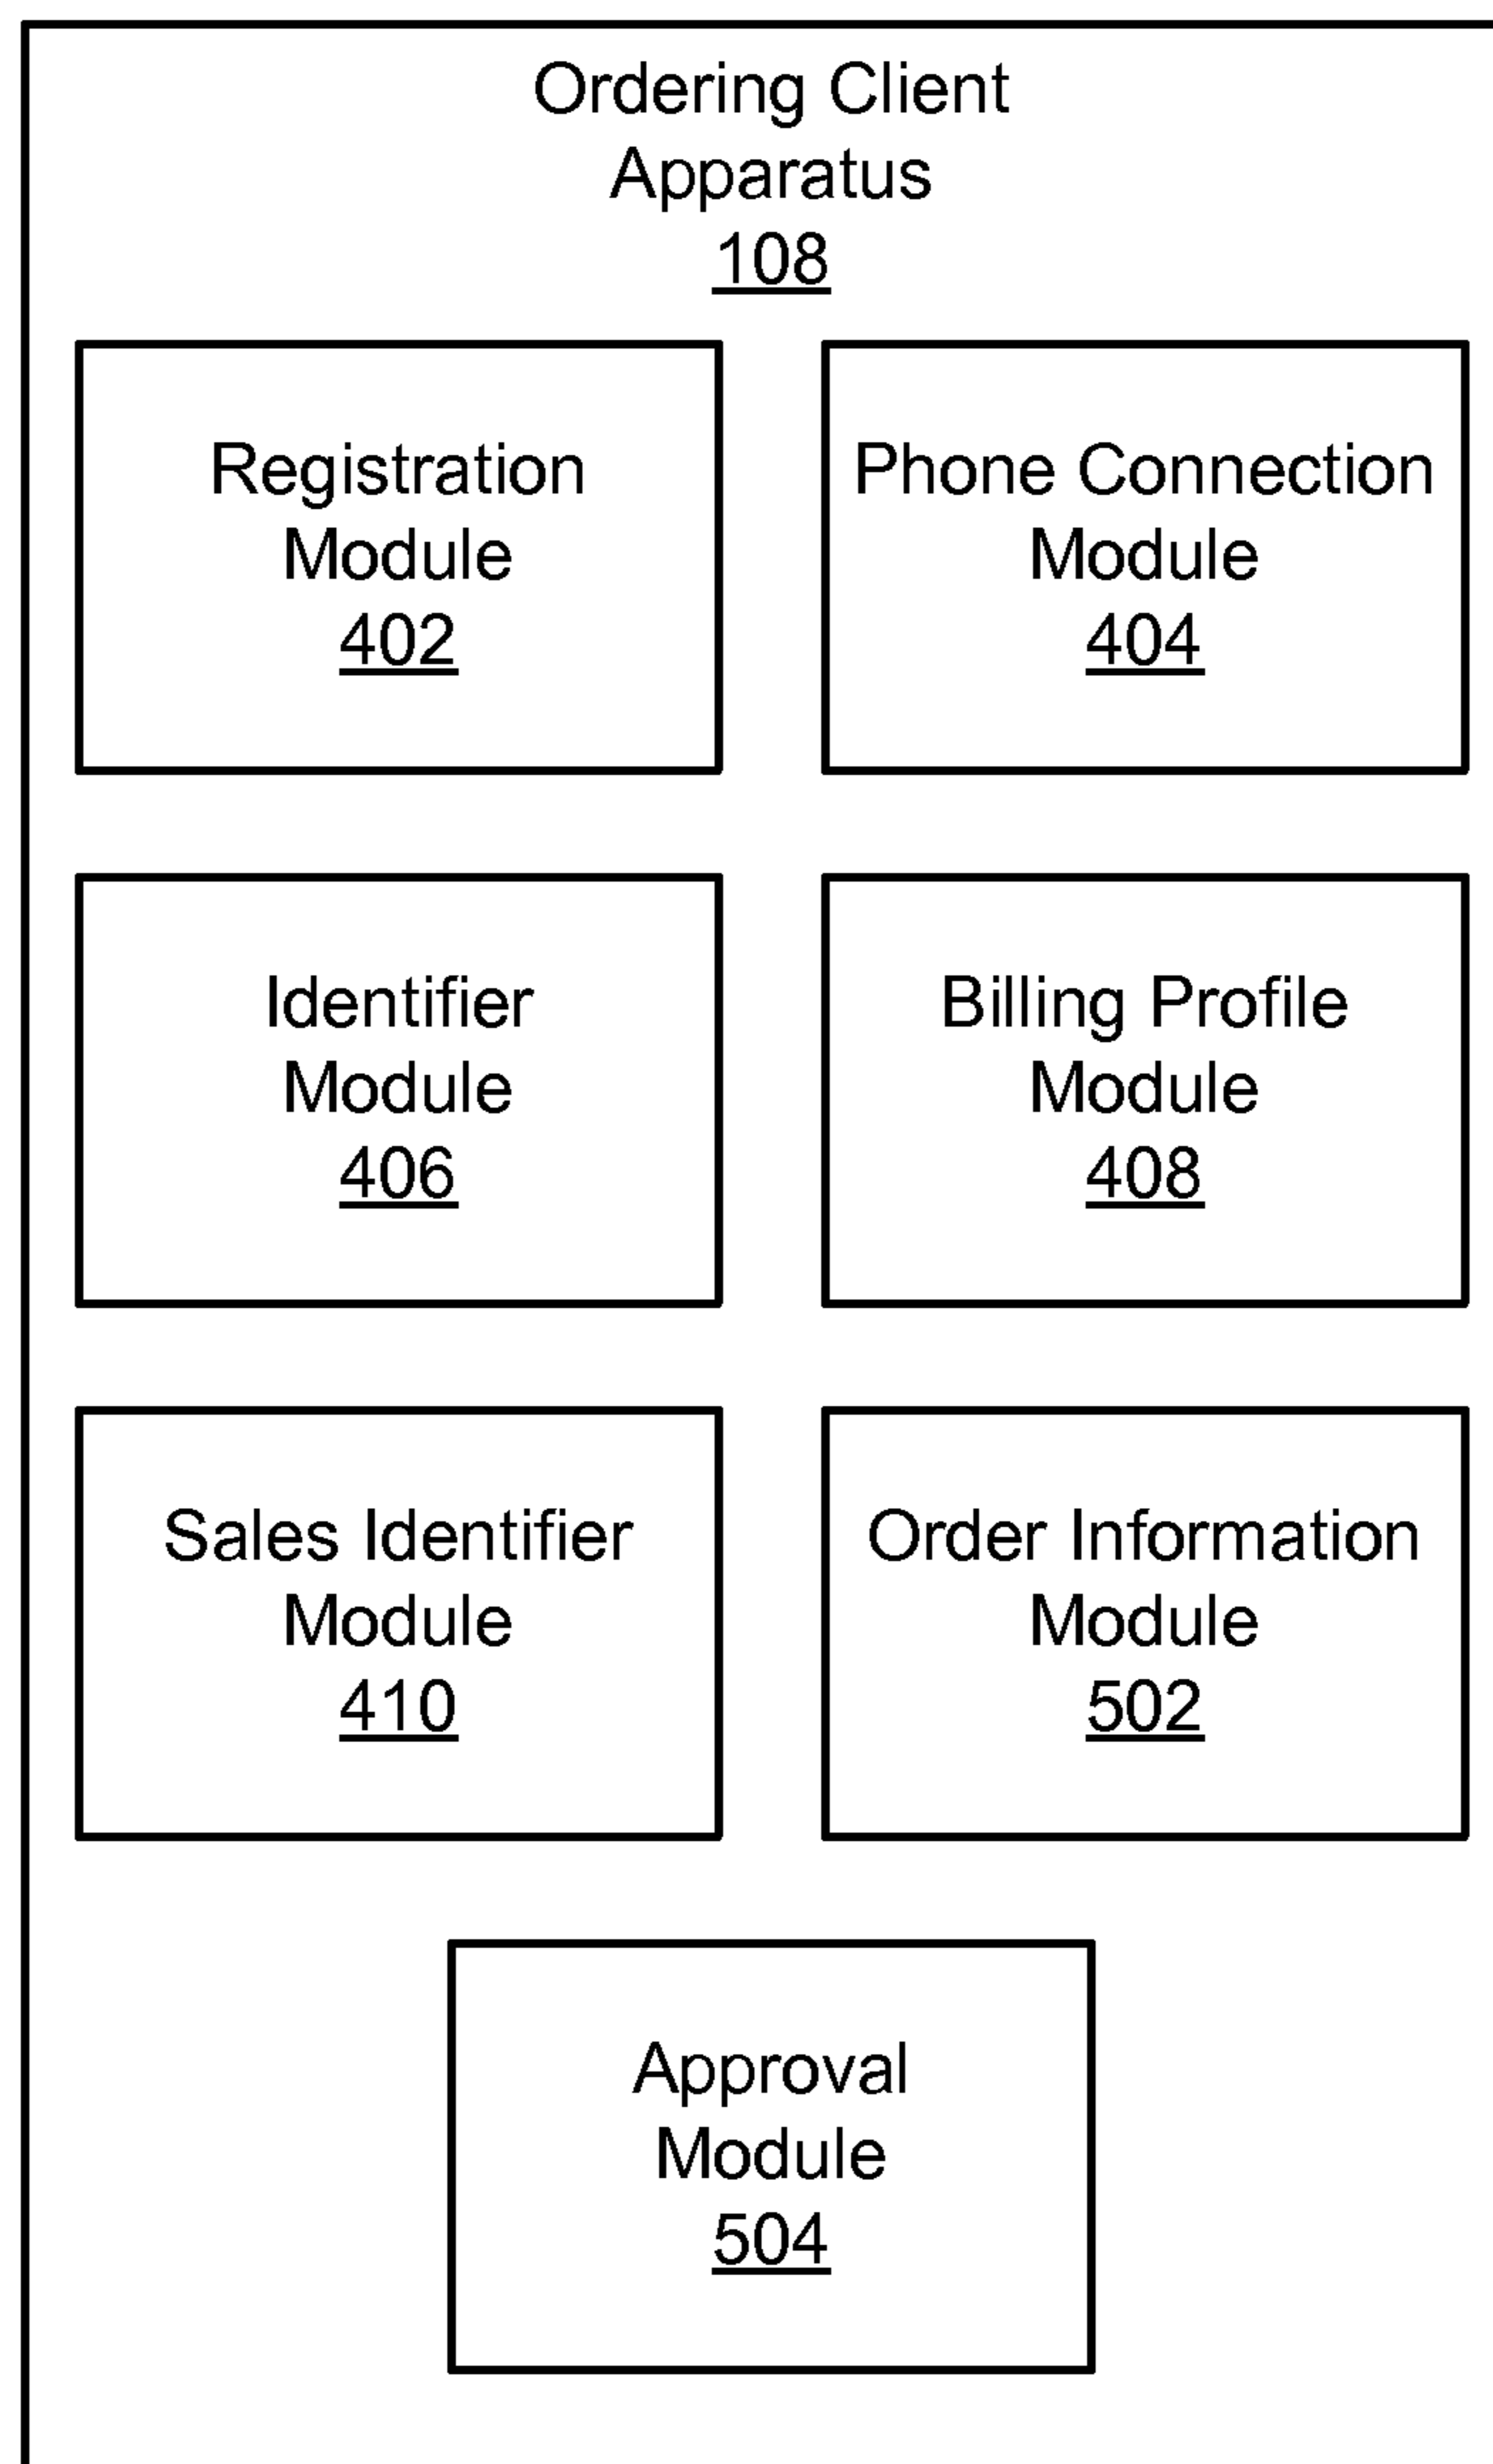 Ordering Client
Apparatus
108
Registration
Module
402
Phone Connection
Module
404
Identifier
Module
406
Billing Profile
Module
408
Sales Identifier
Module
410
Order Information
Module
502
Approval
Module
504